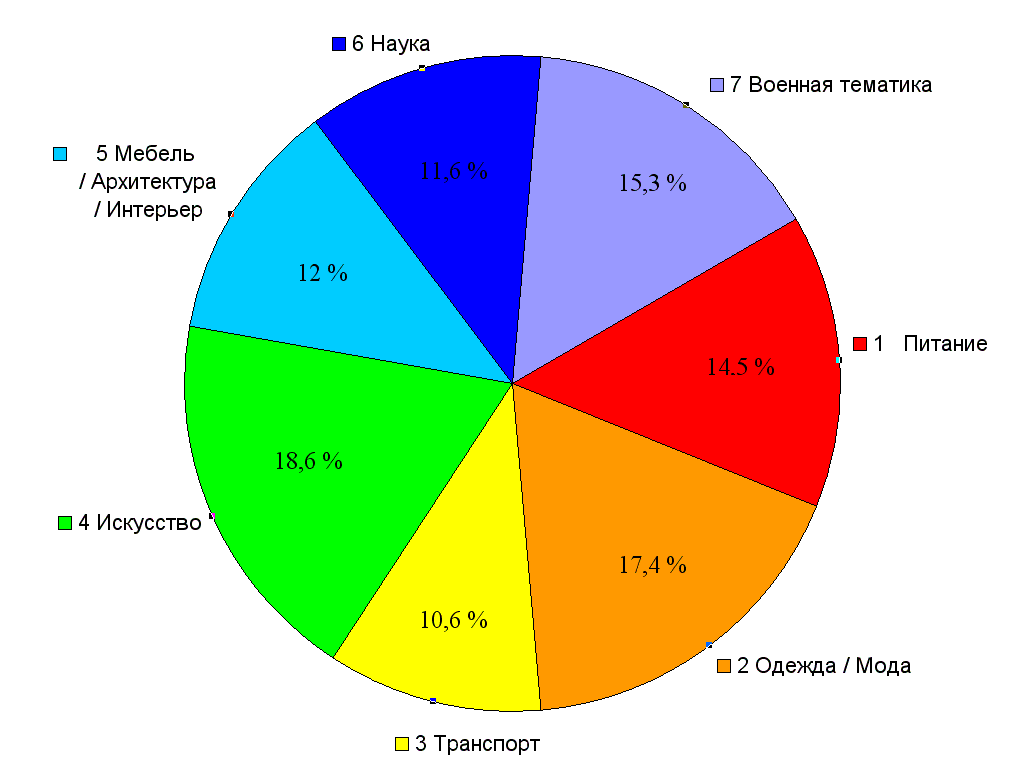 6 Наука
7 Военная тематика
5 Мебель
/ Архитектура
/ Интерьер
11,6 %
15,3 %
12 %
1 Питание
14.5 %
18,6 %
4 Искусство
17,4 %
10,6 %
2 Одежда / Мода
3 Транспорт